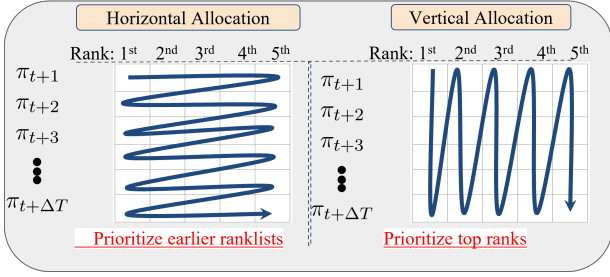 Horizontal Allocation
Rank: 1st 2nd 3rd 4th 5th
πt+1
πt+2
πt+3
πt+ΔT
Prioritize earlier ranklists
Vertical Allocation
Rank: 1st 2nd 3rd 4th 5th
πt+1
πt+2
πt+3
πt+ΔT
Prioritize top ranks